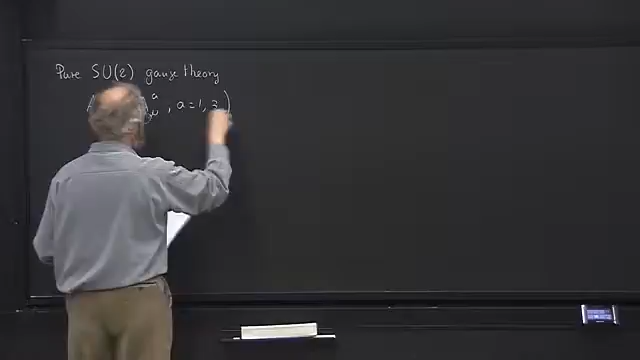 Pure SU(2) gauge theory
a
μ , a = 1, 3 )